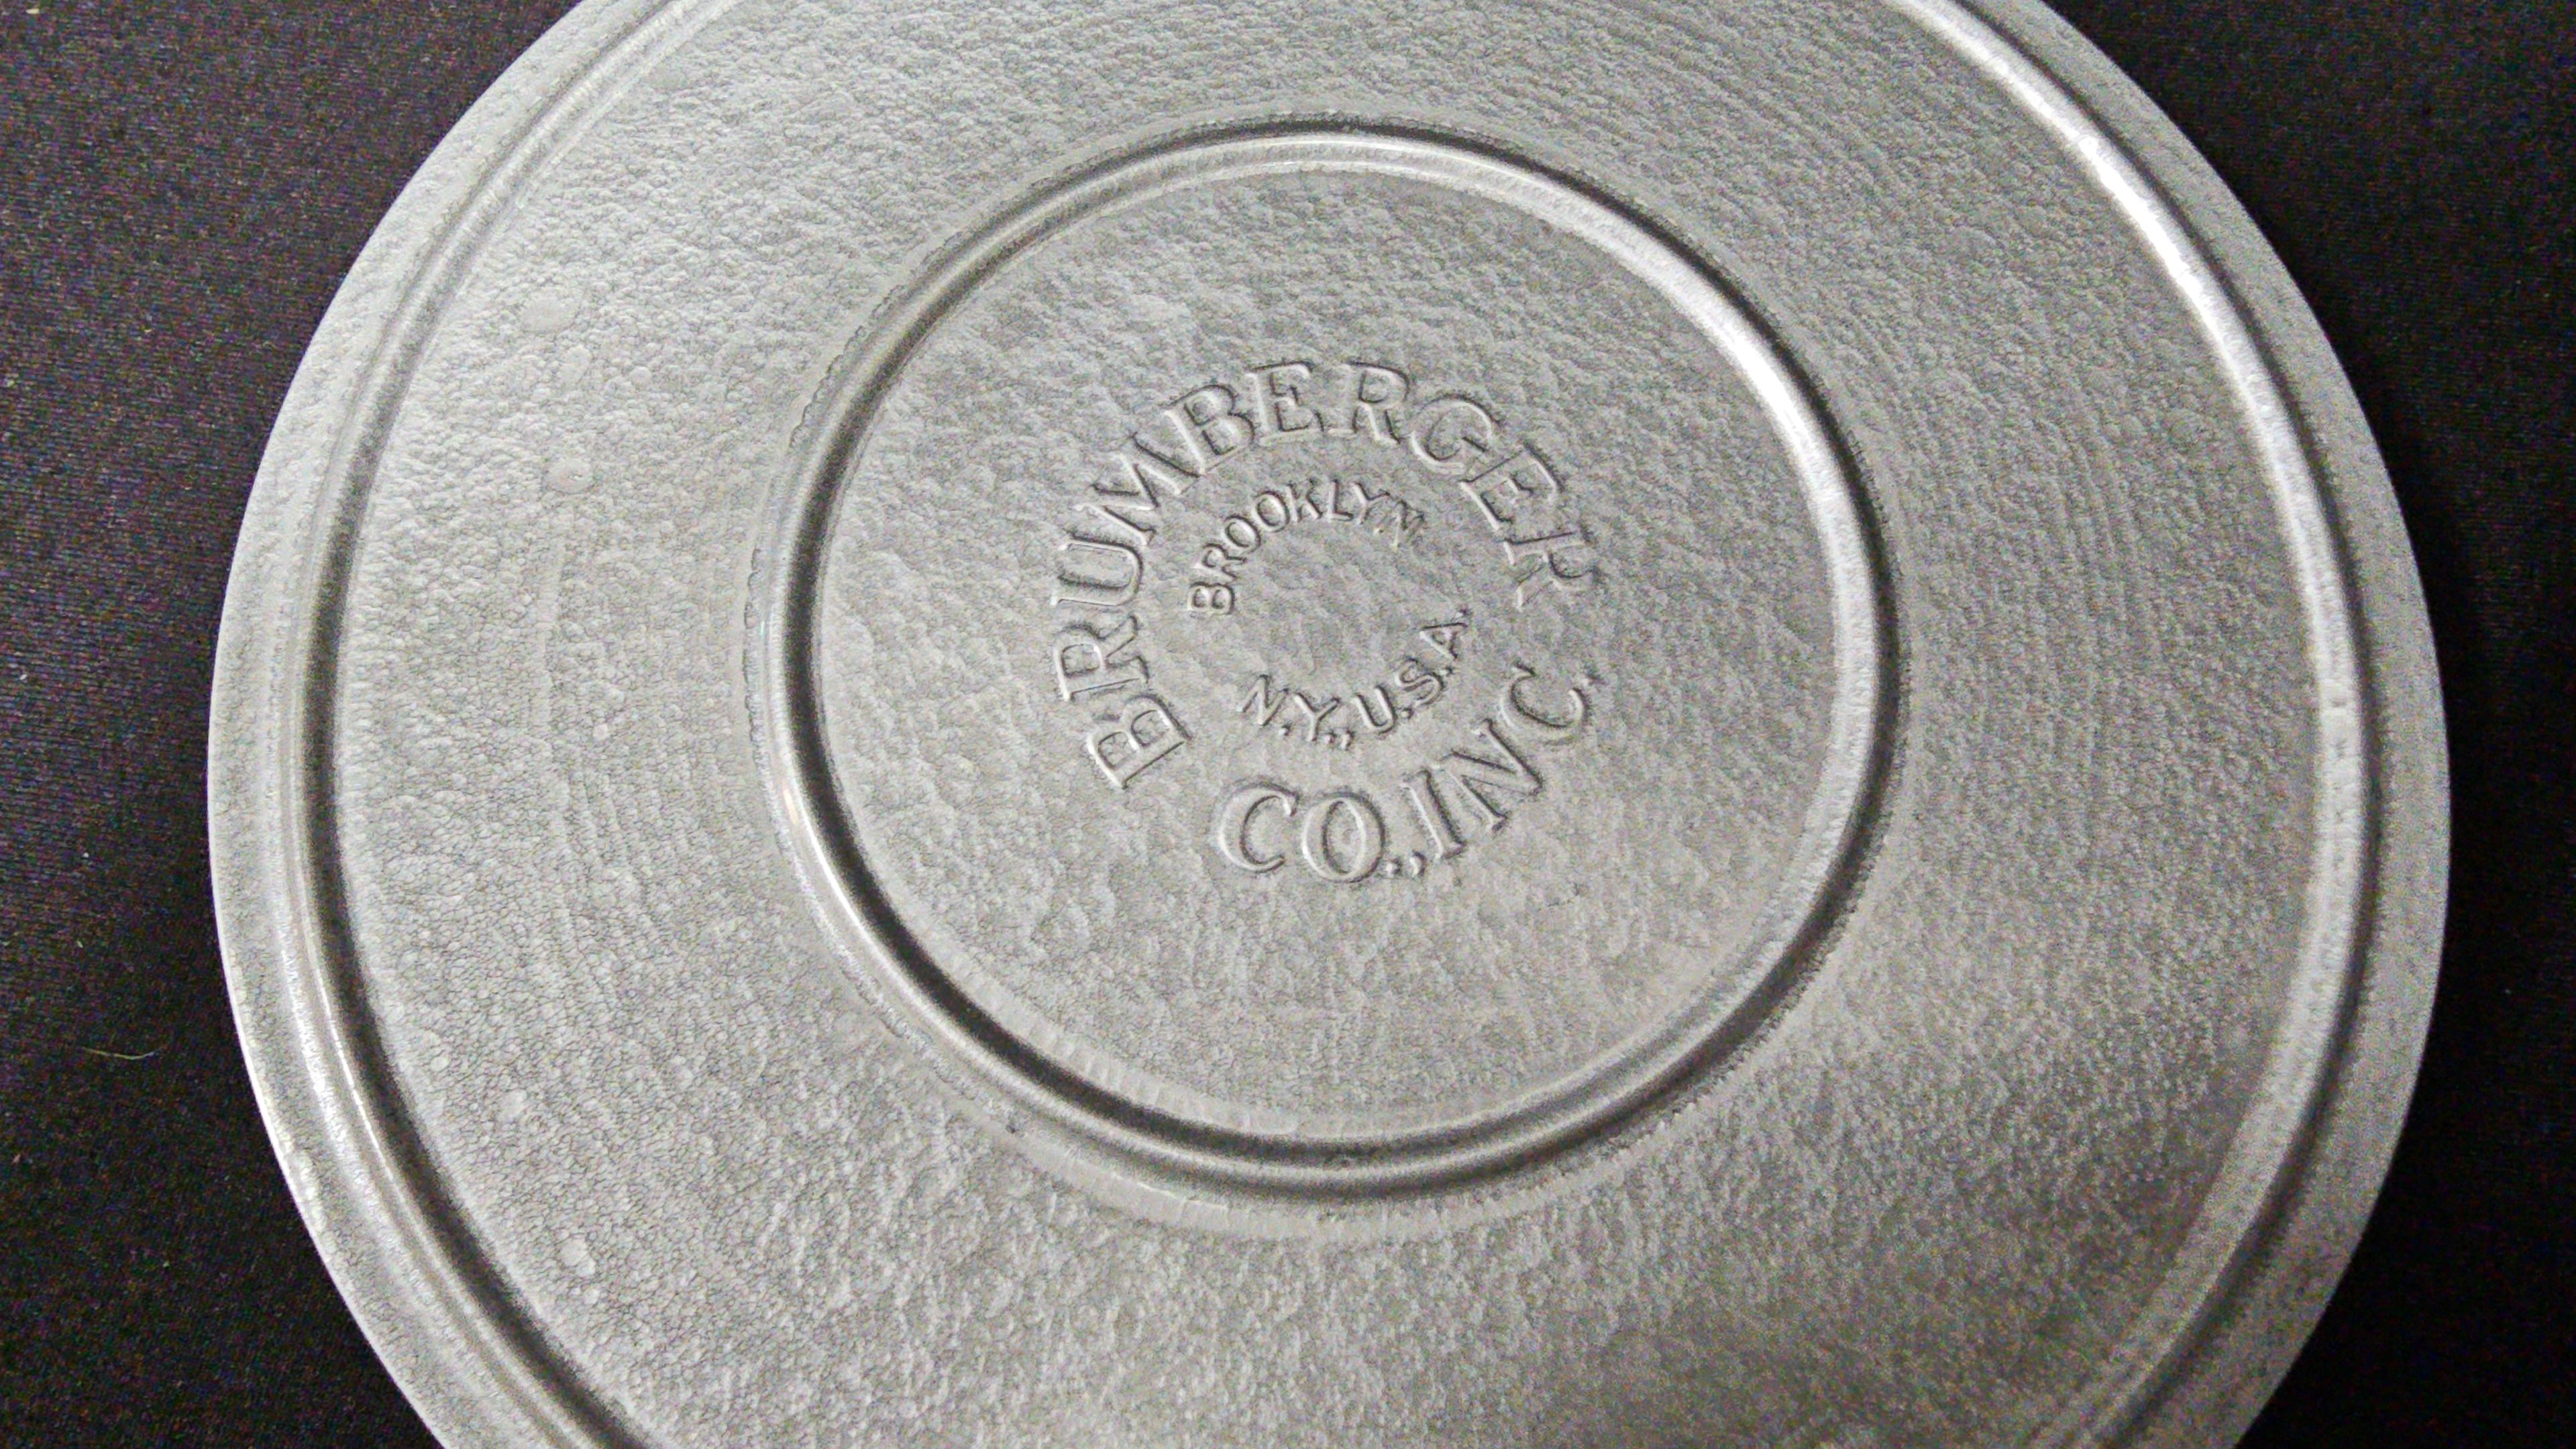 BRUMBERGER
BROOKLYN
N.Y., U.S.A.
CO., INC.